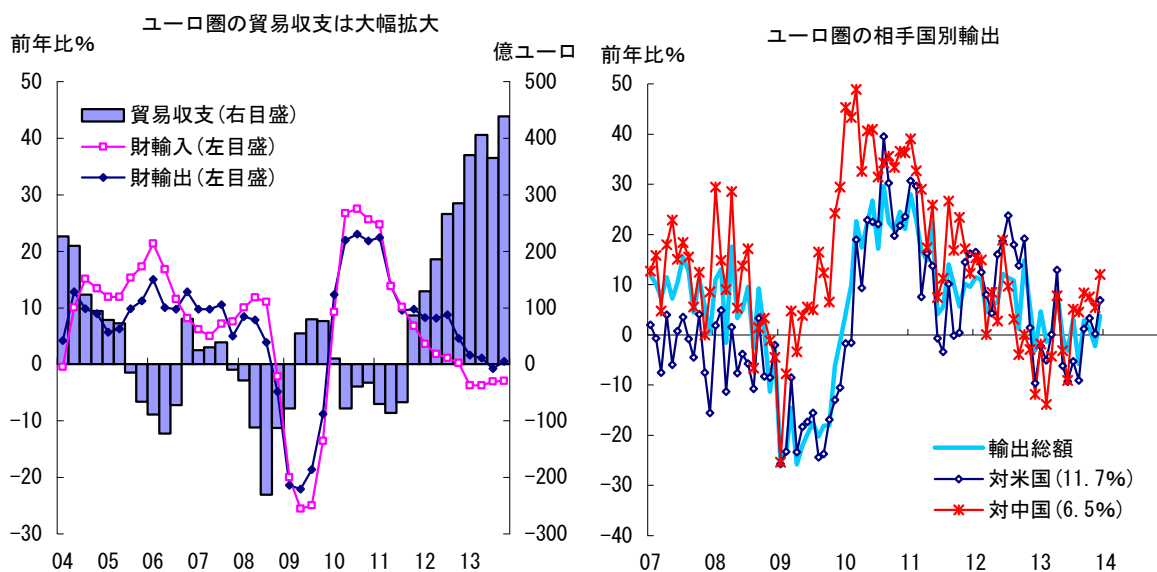 ユーロ圏の貿易収支は大幅拡大
前年比%
億ユーロ
50
40
30
20
10
0
-10
-20
-30
500
400
300
200
100
0
-100
-200
-300
貿易収支(右目盛)
財輸入(左目盛)
財輸出(左目盛)
04 05 06 07 08 09 10 11 12 13
ユーロ圏の相手国別輸出
前年比%
50
40
30
20
10
0
-10
-20
-30
-40
輸出総額
対米国(11.7%)
対中国(6.5%)
07 08 09 10 11 12 13 14